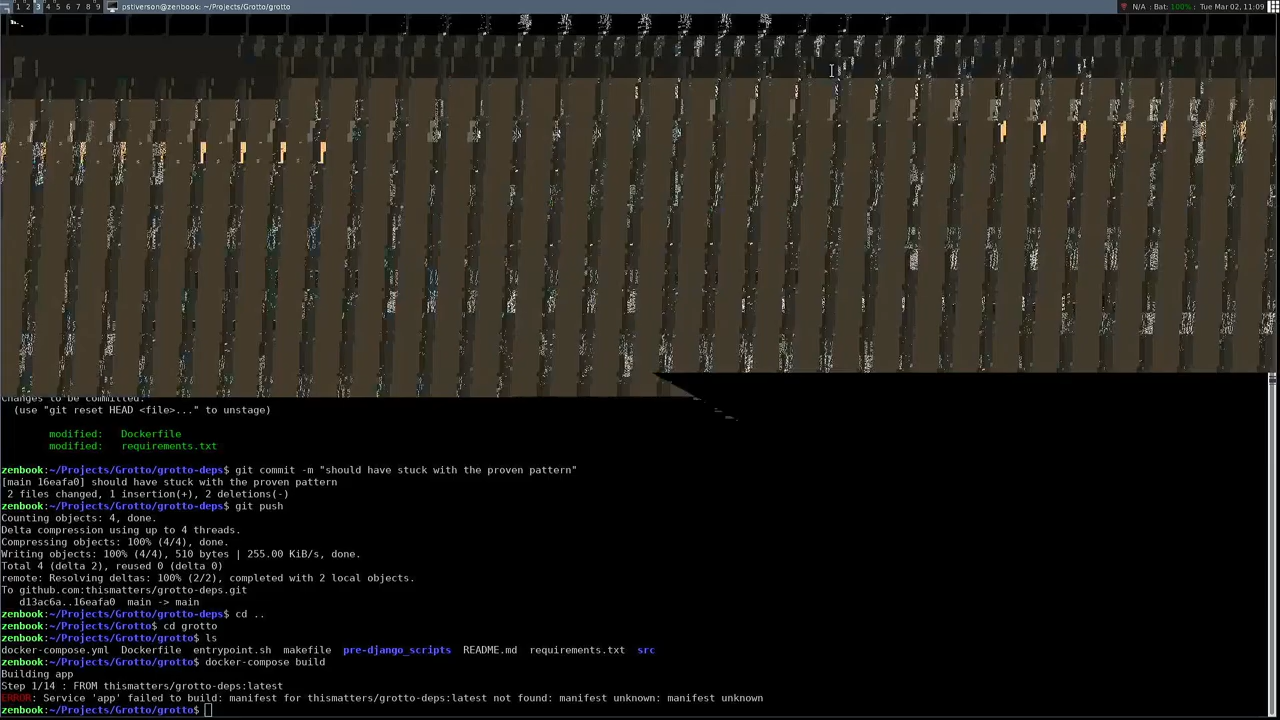 1 2 3 4 5 6 7 8 9 pstiverson@zenbook: ~/Projects/Grotto/grotto N/A : Bat: 100% : Tue Mar 02, 11:09
Changes to be committed:
(use "git reset HEAD <file>..." to unstage)
modified: Dockerfile
modified: requirements.txt
zenbook:~/Projects/Grotto/grotto-deps$ git commit -m "should have stuck with the proven pattern"
[main 16eafa0] should have stuck with the proven pattern
2 files changed, 1 insertion(+), 2 deletions(-)
zenbook:~/Projects/Grotto/grotto-deps$ git push
Counting objects: 4, done.
Delta compression using up to 4 threads.
Compressing objects: 100% (4/4), done.
Writing objects: 100% (4/4), 510 bytes | 255.00 KiB/s, done.
Total 4 (delta 2), reused 0 (delta 0)
remote: Resolving deltas: 100% (2/2), completed with 2 local objects.
To github.com:thismatters/grotto-deps.git
d13ac6a..16eafa0 main -> main
zenbook:~/Projects/Grotto/grotto-deps$ cd ..
zenbook:~/Projects/Grotto$ cd grotto
zenbook:~/Projects/Grotto/grotto$ ls
docker-compose.yml Dockerfile entrypoint.sh makefile pre-django_scripts README.md requirements.txt src
zenbook:~/Projects/Grotto/grotto$ docker-compose build
Building app
Step 1/14 : FROM thismatters/grotto-deps:latest
ERROR: Service 'app' failed to build: manifest for thismatters/grotto-deps:latest not found: manifest unknown: manifest unknown
zenbook:~/Projects/Grotto/grotto$